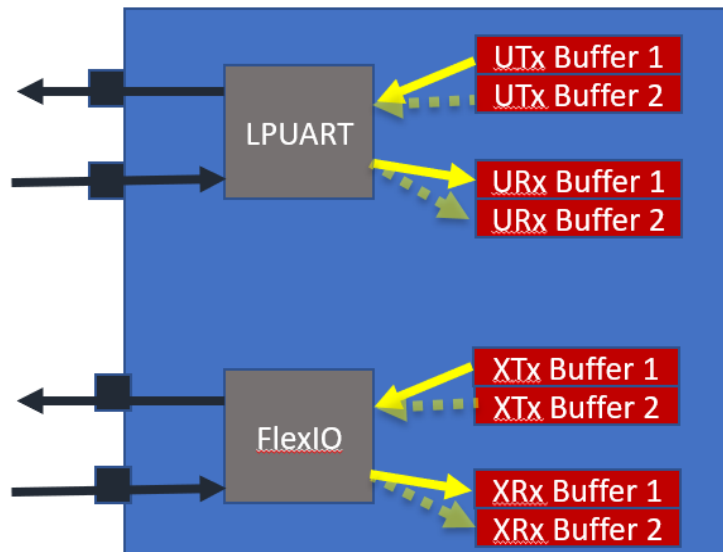 UTx Buffer 1
UTx Buffer 2
LPUART
URx Buffer 1
URx Buffer 2
XTx Buffer 1
XTx Buffer 2
FlexIO
XRx Buffer 1
XRx Buffer 2